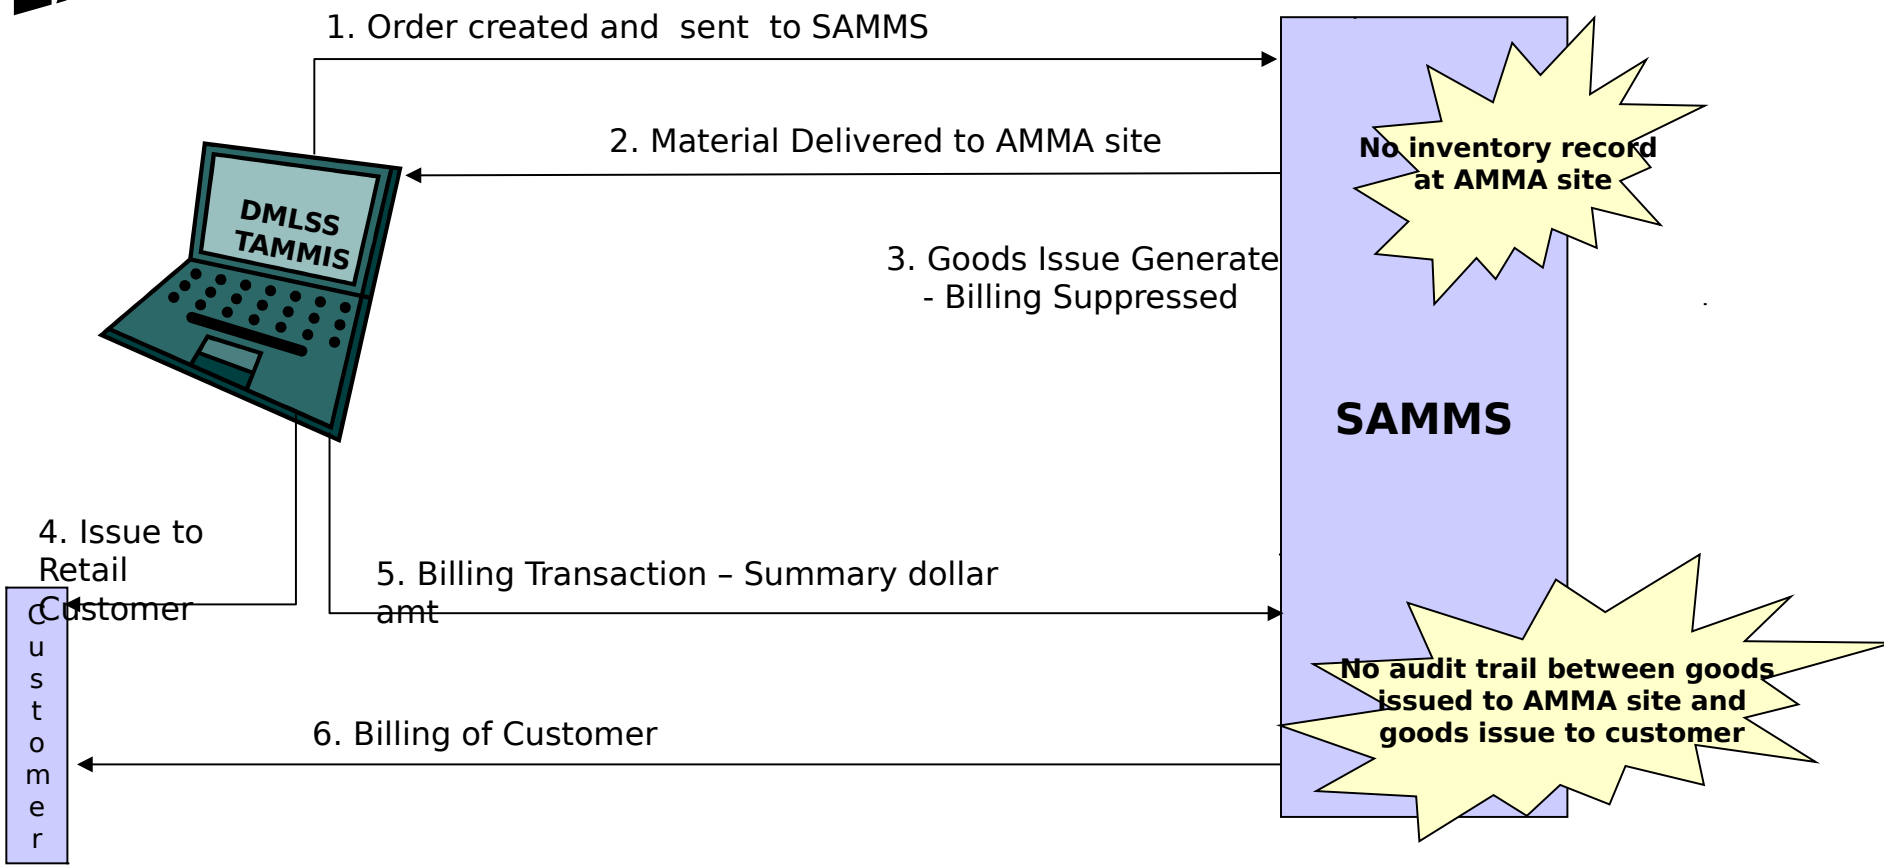 1. Order created and  sent  to SAMMS
2. Material Delivered to AMMA site
No inventory record
at AMMA site
DMLSS
TAMMIS
3. Goods Issue Generate
- Billing Suppressed
SAMMS
4. Issue to
Retail
Customer
5. Billing Transaction – Summary dollar
amt
No audit trail between goods
issued to AMMA site and
goods issue to customer
6. Billing of Customer
C
u
s
t
o
m
e
r